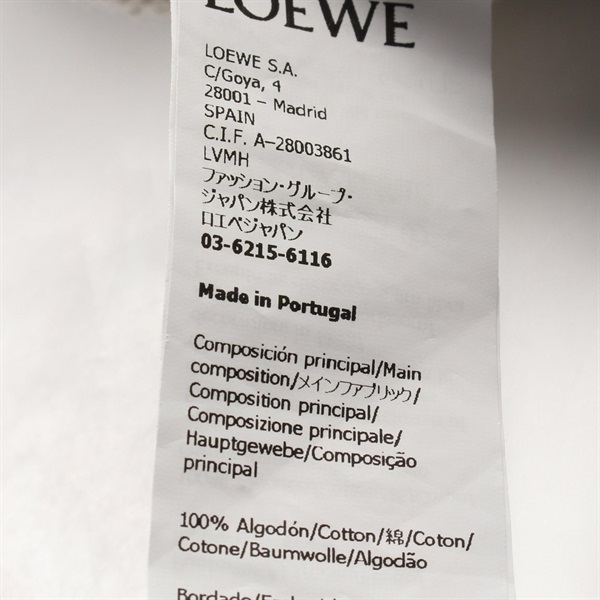 LOEWE
LOEWE S.A.
C/Goya, 4
28001 – Madrid
SPAIN
C.I.F. A-28003861
LVMH
ファッション・グループ・
ジャパン株式会社
ロエベジャパン
03-6215-6116
Made in Portugal
Composición principal/Main
composition/メインファブリック/
Composition principal/
Composizione principale/
Hauptgewebe/Composição
principal
100% Algodón/Cotton/綿/Coton/
Cotone/Baumwolle/Algodão
Bordado/